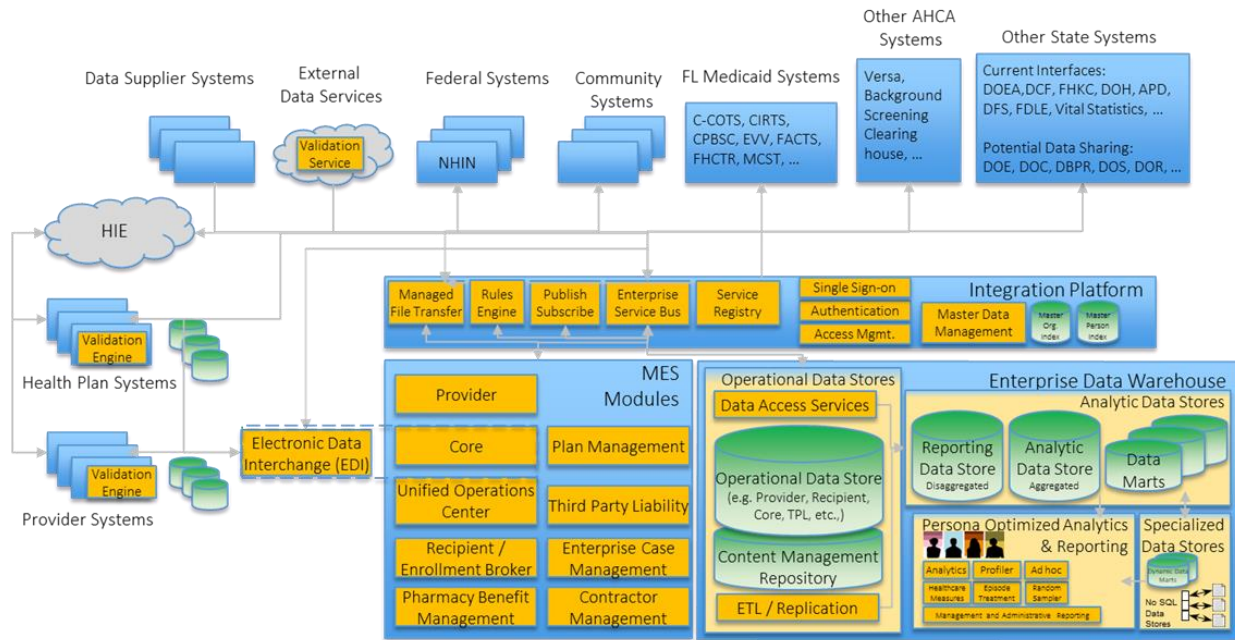 Other AHCA
Systems
Other State Systems
Data Supplier Systems
External
Data Services
Federal Systems
Community
Systems
FL Medicaid Systems
Validation
Service
NHIN
C-COTS, CIRTS,
CPBSC, EVV, FACTS,
FHCTR, MCST, ...
Versa,
Background
Screening
Clearing
house, ...
Current Interfaces:
DOEA,DCF, FHKC, DOH, APD,
DFS, FDLE, Vital Statistics, ...
Potential Data Sharing:
DOE, DOC, DBPR, DOS, DOR, ...
HIE
Validation
Engine
Health Plan Systems
Validation
Engine
Provider Systems
Electronic Data
Interchange (EDI)
Integration Platform
Managed
File Transfer
Rules
Engine
Publish
Subscribe
Enterprise
Service Bus
Service
Registry
Single Sign-on
Authentication
Access Mgmt.
Master Data
Management
Master
Org.
Index
Master
Person
Index
MES
Modules
Provider
Core
Plan Management
Unified Operations
Center
Third Party Liability
Recipient /
Enrollment Broker
Enterprise Case
Management
Pharmacy Benefit
Management
Contractor
Management
Operational Data Stores
Data Access Services
Operational Data Store
(e.g. Provider, Recipient,
Core, TPL, etc.,)
Content Management
Repository
ETL / Replication
Enterprise Data Warehouse
Analytic Data Stores
Reporting
Data Store
Disaggregated
Analytic
Data Store
Aggregated
Data
Marts
Persona Optimized Analytics
& Reporting
Analytics
Profiler
Ad hoc
Healthcare
Measures
Episode
Treatment
Random
Sampler
Management and Administrative Reporting
Specialized
Data Stores
Dynamic Data
Marts
No SQL
Data
Stores